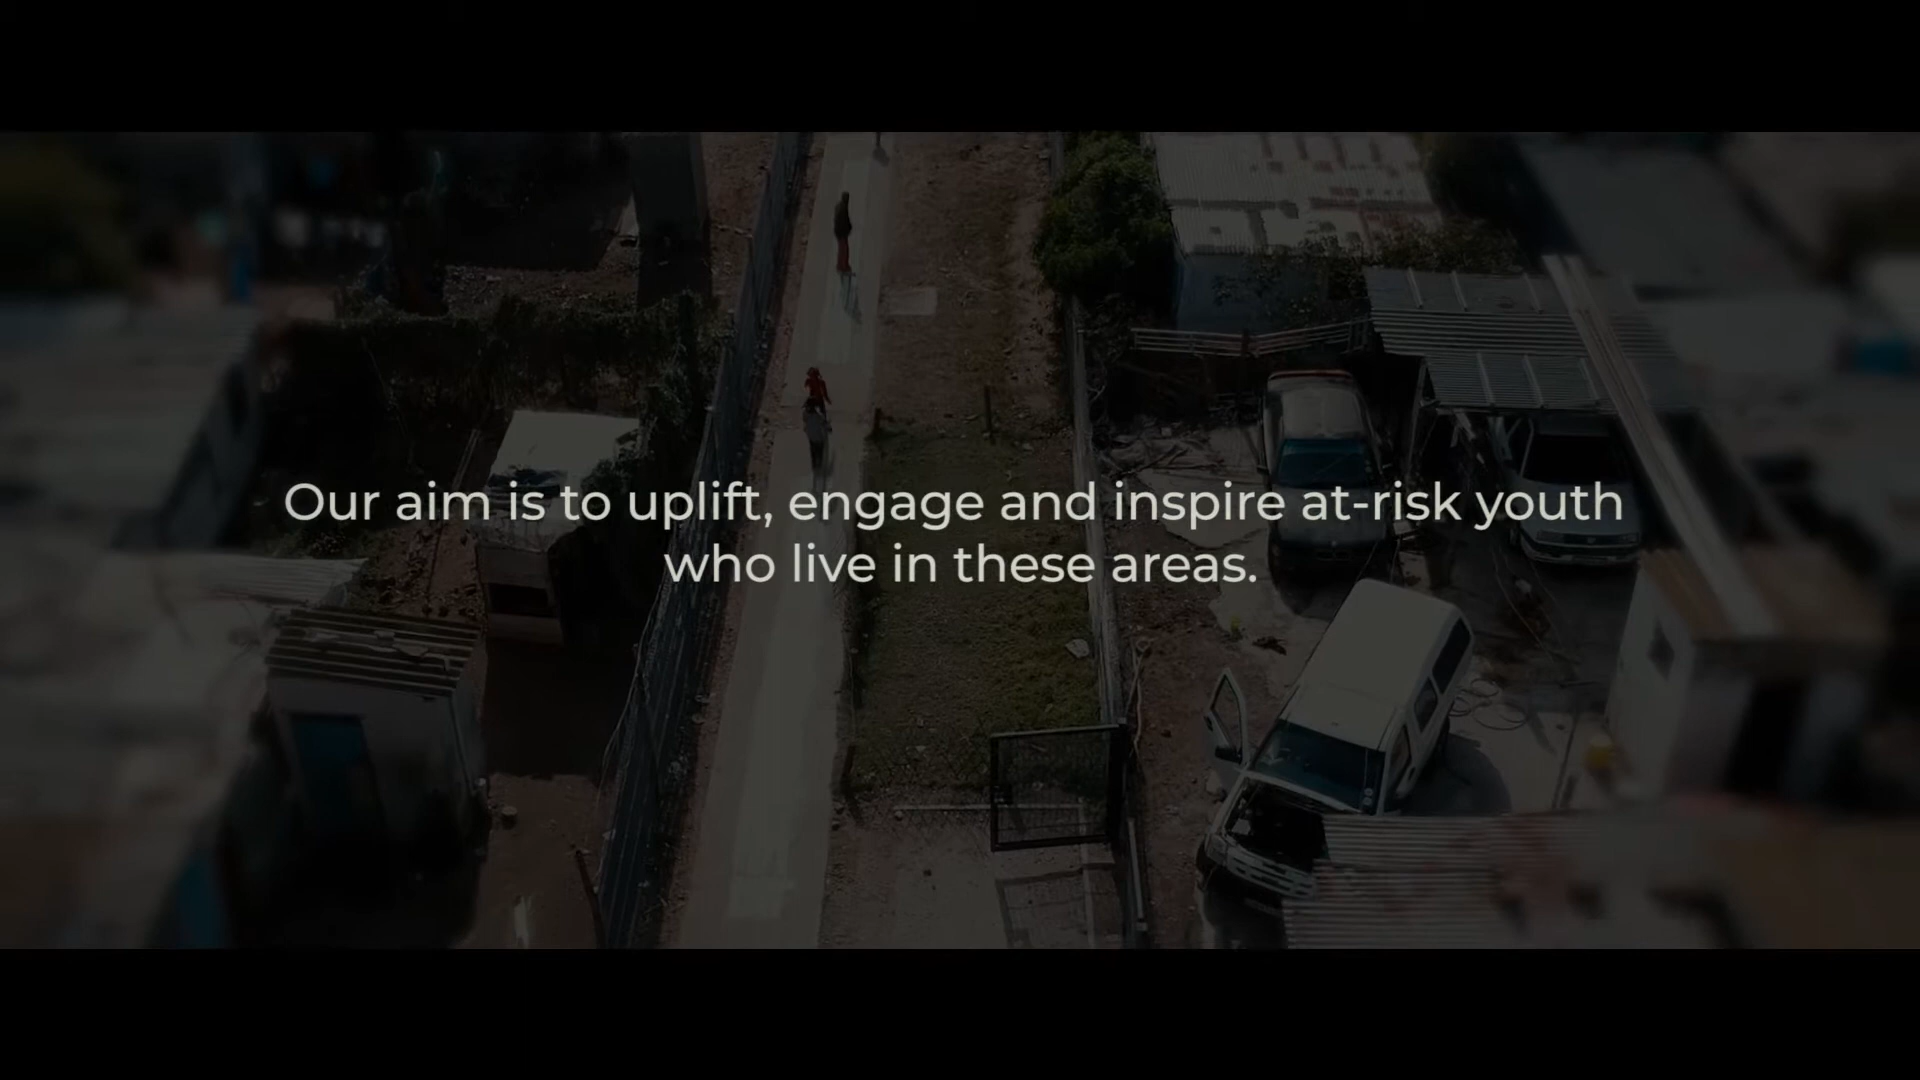 Our aim is to uplift, engage and inspire at-risk youth
who live in these areas.